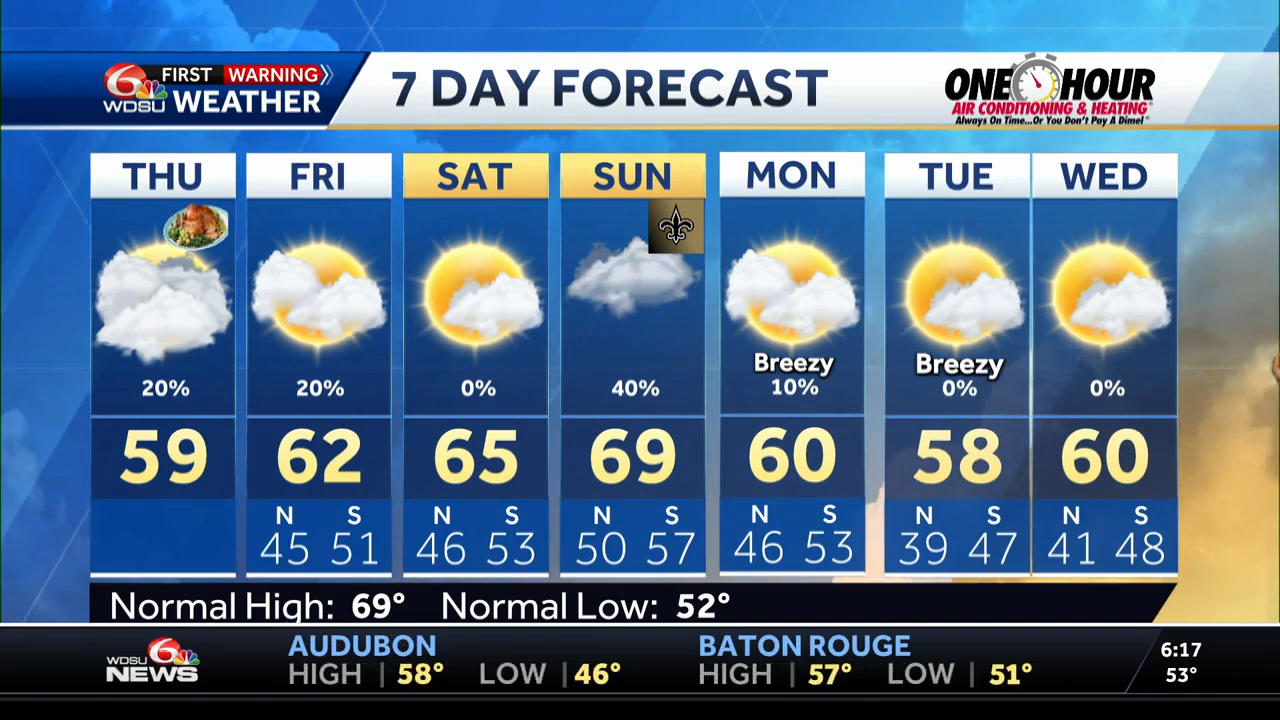 6
WDSU
FIRST WARNING
WEATHER
7 DAY FORECAST
ONE HOUR
AIR CONDITIONING & HEATING®
Always On Time...Or You Don't Pay A Dime!®
THU FRI SAT SUN MON TUE WED
Breezy Breezy
20% 20% 0% 40% 10% 0% 0%
59 62 65 69 60 58 60
N S N S N S N S N S N S
45 51 46 53 50 57 46 53 39 47 41 48
Normal High: 69° Normal Low: 52°
6
WDSU
NEWS
AUDUBON
HIGH | 58° LOW | 46°
BATON ROUGE
HIGH | 57° LOW | 51°
6:17
53°